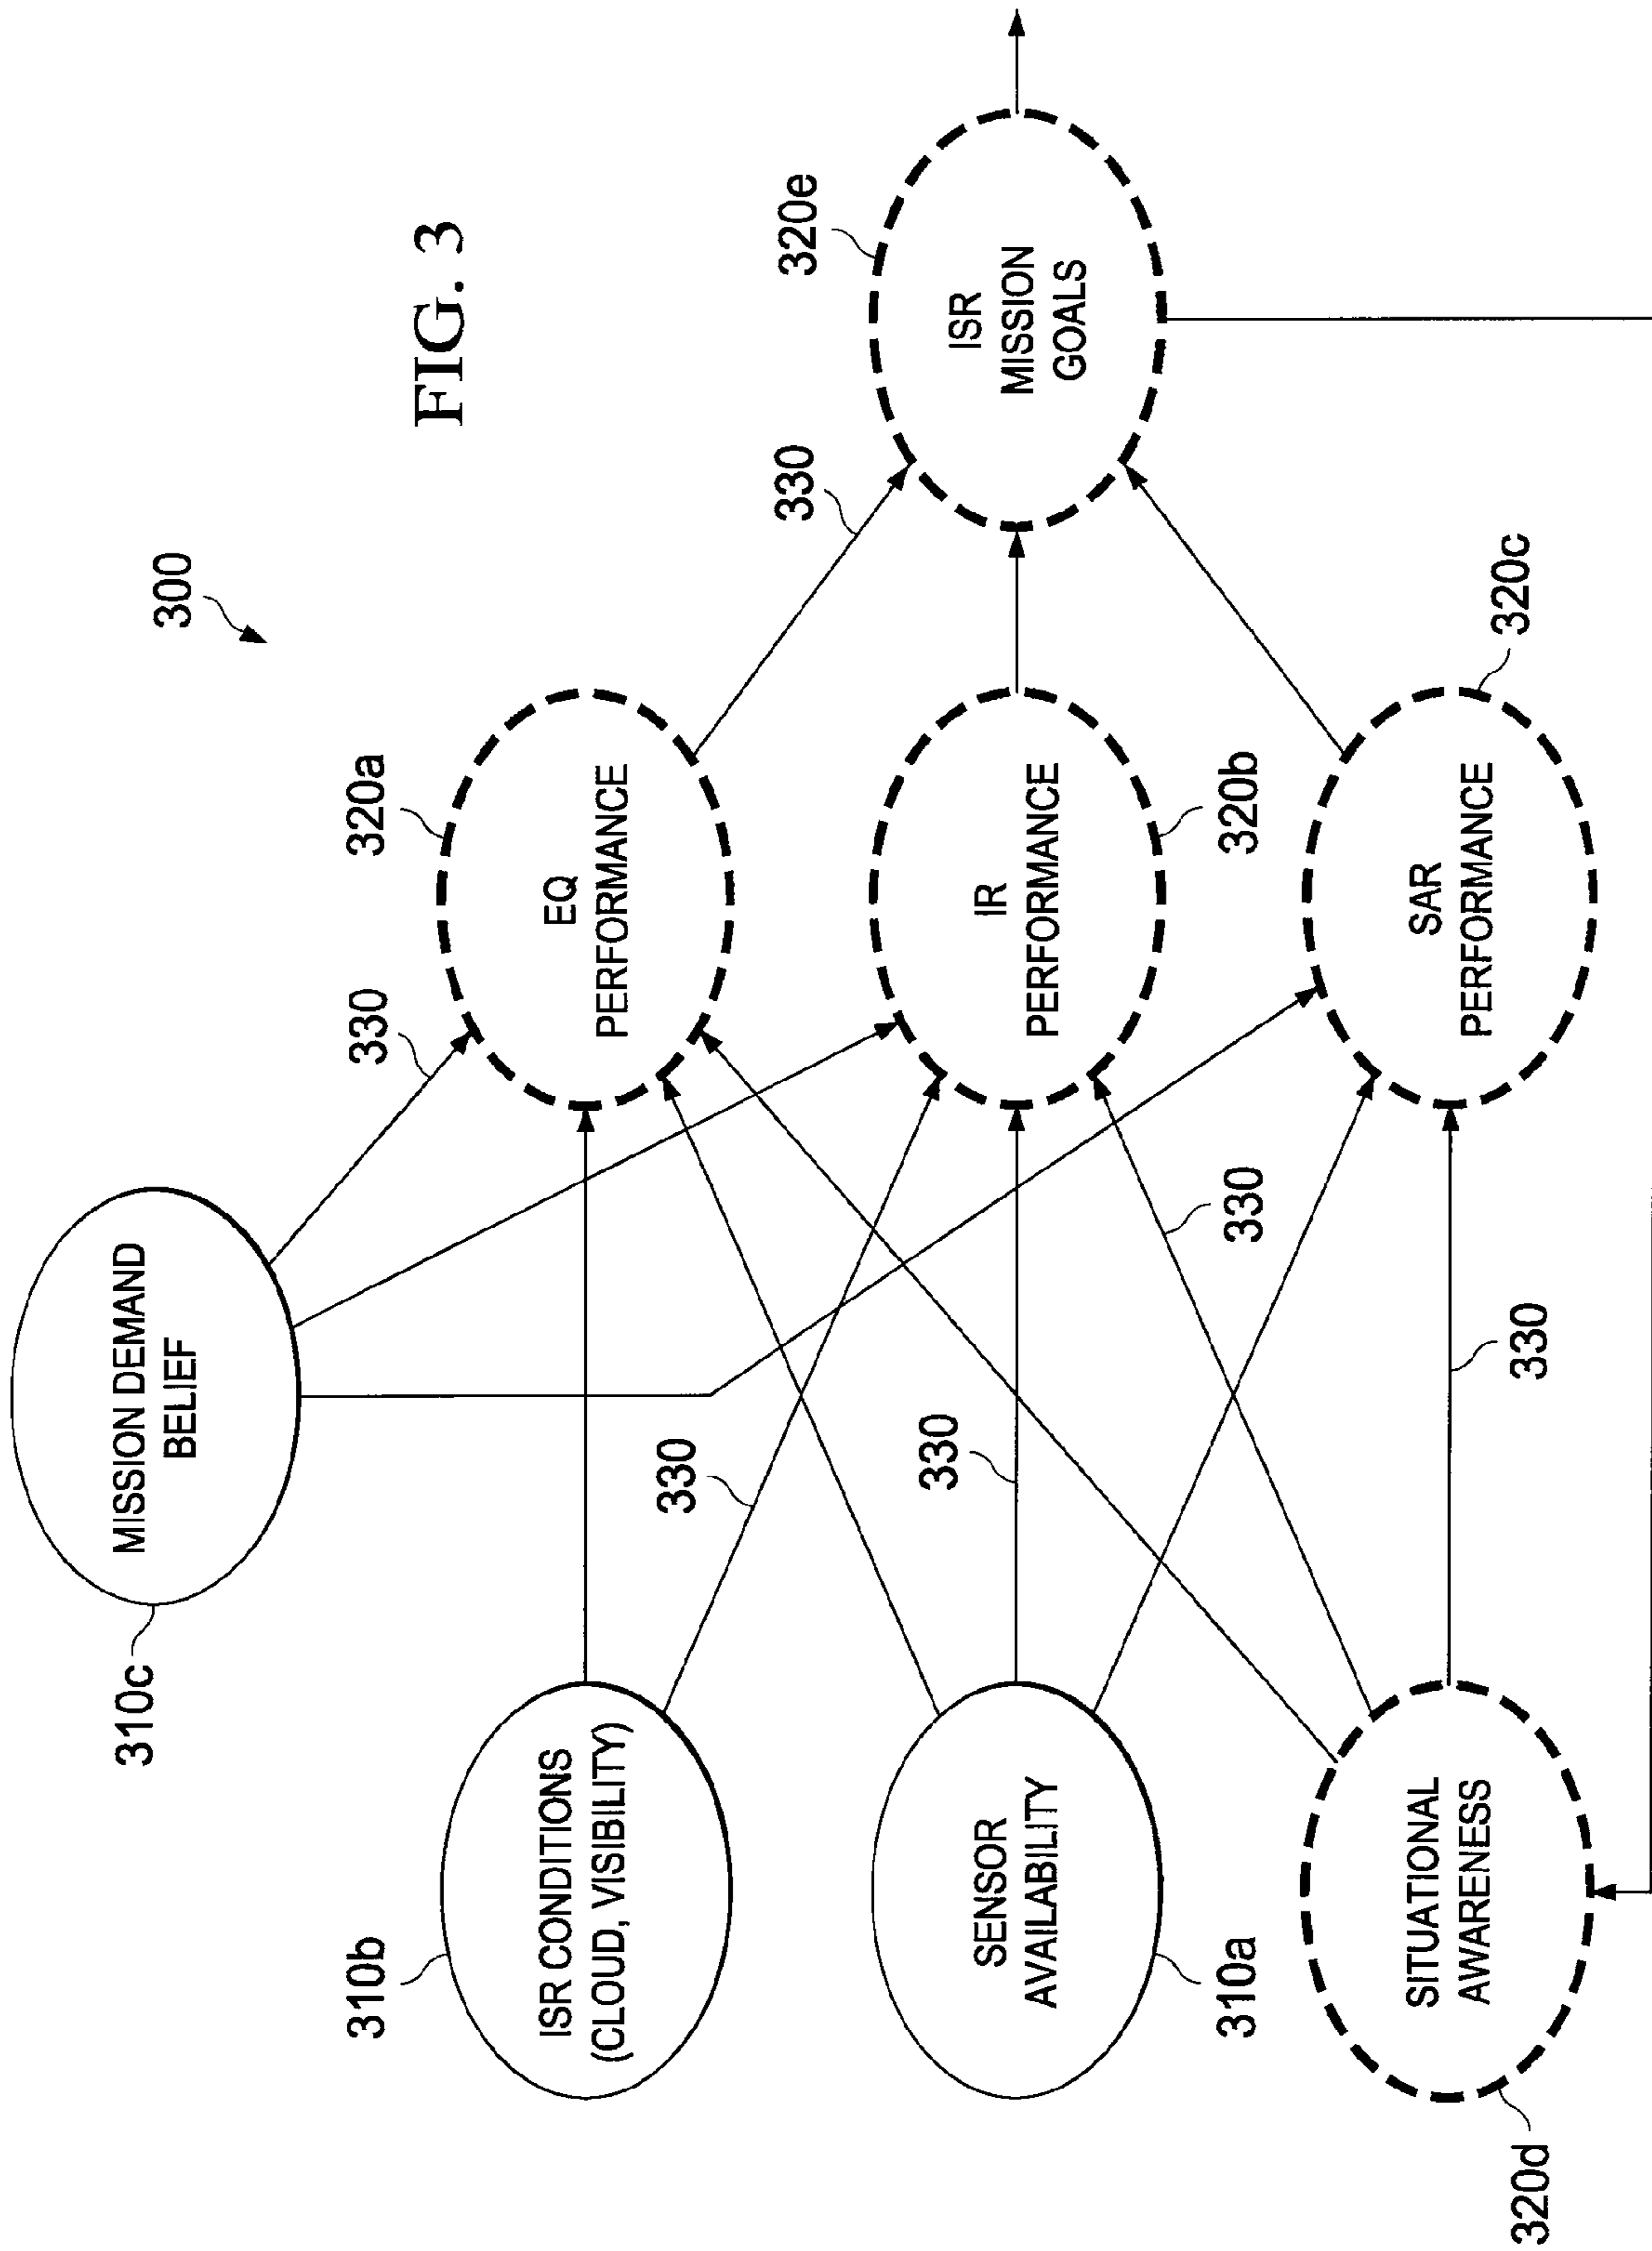 FIG. 3
300
MISSION DEMAND
BELIEF
310c
330
320a
EQ
PERFORMANCE
310b
ISR CONDITIONS
(CLOUD, VISIBILITY)
330
330
320e
ISR
MISSION
GOALS
SENSOR
AVAILABILITY
310a
330
330
IR
PERFORMANCE
320b
320d
SITUATIONAL
AWARENESS
330
SAR
PERFORMANCE
320c